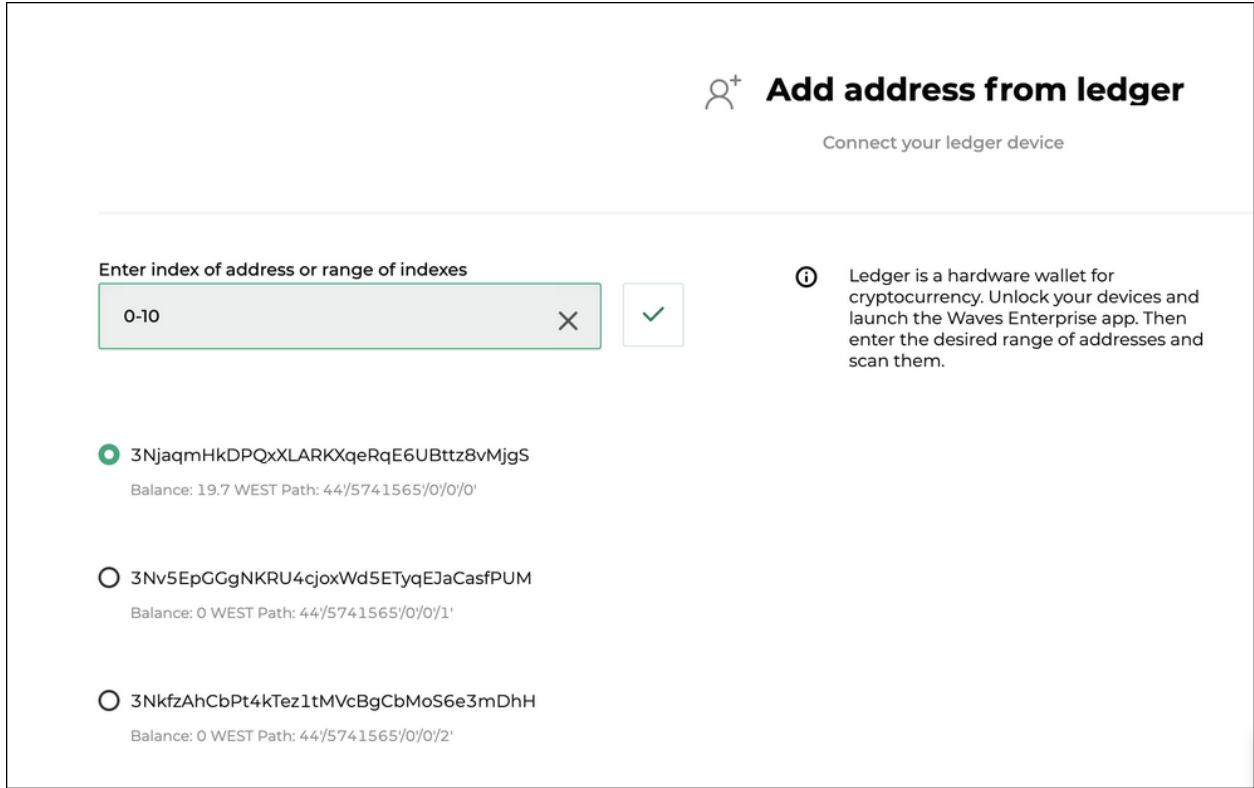 Add address from ledger
Connect your ledger device
Enter index of address or range of indexes
0-10
Ledger is a hardware wallet for
cryptocurrency. Unlock your devices and
launch the Waves Enterprise app. Then
enter the desired range of addresses and
scan them.
3NjaqmHkDPQxXLARKXqeRqE6UBttz8vMjgS
Balance: 19.7 WEST Path: 44'/5741565'/0'/0'/0'
3Nv5EpGGgNKRU4cjoxWd5ETyqEJaCasfPUM
Balance: 0 WEST Path: 44'/5741565'/0'/0'/1'
3NkfzAhCbPt4kTez1tMVcBgCbMoS6e3mDhH
Balance: 0 WEST Path: 44'/5741565'/0'/0'/2'